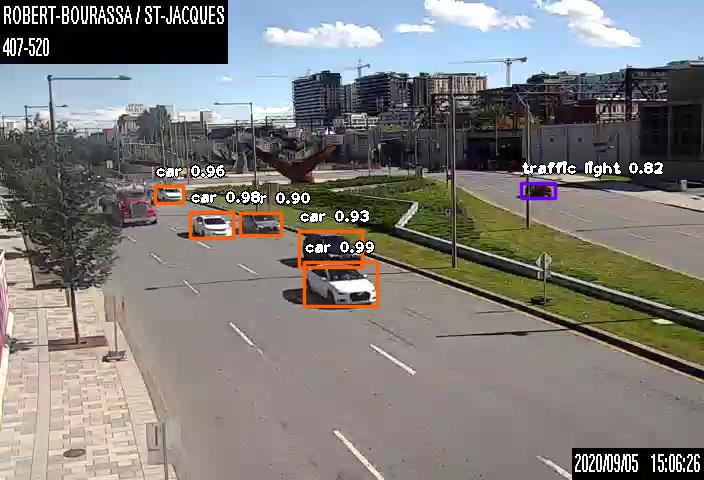 ROBERT-BOURASSA / ST-JACQUES
407-520
car 0.96
traffic light 0.82
car 0.98
r 0.90
car 0.93
car 0.99
2020/09/05 15:06:26